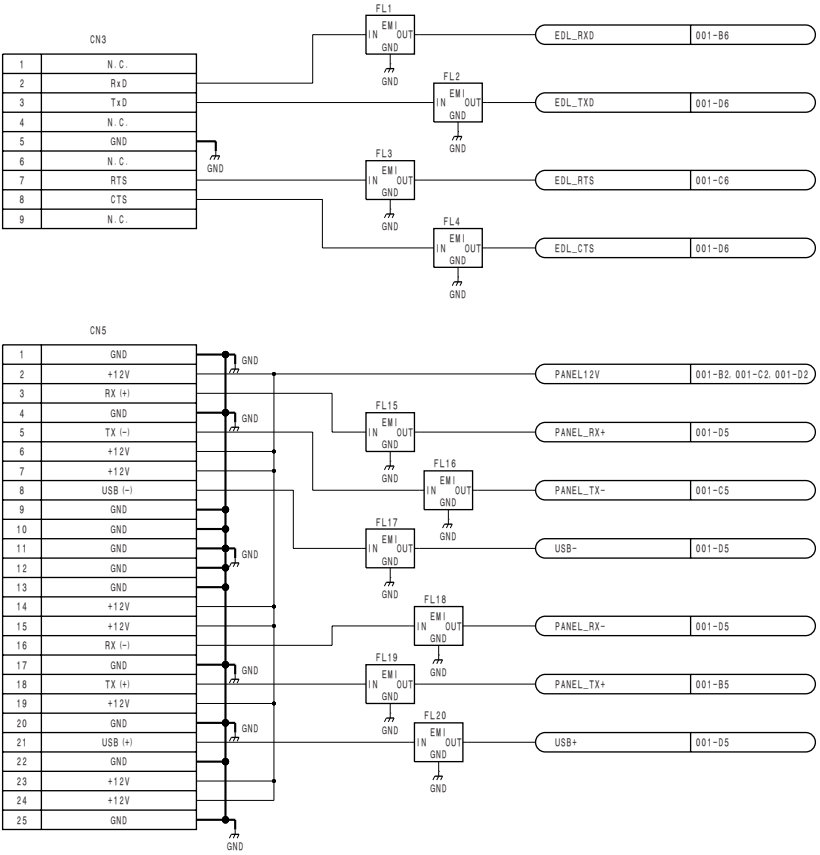 FL1
CN3
EMI
IN OUT
GND
GND
EDL_RXD 001-B6
1 N.C.
2 RxD
3 TxD
4 N.C.
5 GND
6 N.C.
7 RTS
8 CTS
9 N.C.
GND
FL2
EMI
IN OUT
GND
GND
EDL_TXD 001-D6
FL3
EMI
IN OUT
GND
GND
EDL_RTS 001-C6
FL4
EMI
IN OUT
GND
GND
EDL_CTS 001-D6
CN5
1 GND
2 +12V
3 RX(+)
4 GND
5 TX(-)
6 +12V
7 +12V
8 USB(-)
9 GND
10 GND
11 GND
12 GND
13 GND
14 +12V
15 +12V
16 RX(-)
17 GND
18 TX(+)
19 +12V
20 GND
21 USB(+)
22 GND
23 +12V
24 +12V
25 GND
GND
GND
GND
GND
GND
GND
PANEL12V 001-B2, 001-C2, 001-D2
FL15
EMI
IN OUT
GND
GND
PANEL_RX+ 001-D5
FL16
EMI
IN OUT
GND
GND
PANEL_TX- 001-C5
FL17
EMI
IN OUT
GND
GND
USB- 001-D5
FL18
EMI
IN OUT
GND
GND
PANEL_RX- 001-D5
FL19
EMI
IN OUT
GND
GND
PANEL_TX+ 001-B5
FL20
EMI
IN OUT
GND
GND
USB+ 001-D5